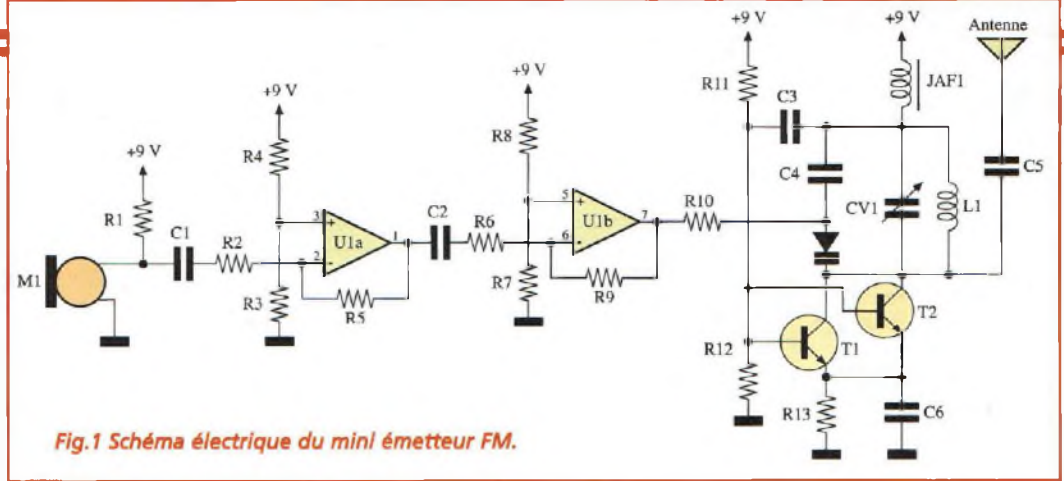 +9 V
+9 V
Antenne
R11
JAF1
C3
+9 V
R8
+9 V
R4
C4
C5
+9 V
CV1
L1
R1
C1
R2
3
+
U1a
1
2
-
C2
R6
5
+
U1b
7
6
-
R10
M1
R3
R5
R7
R9
T2
R12
T1
R13
C6
Fig.1 Schéma électrique du mini émetteur FM.